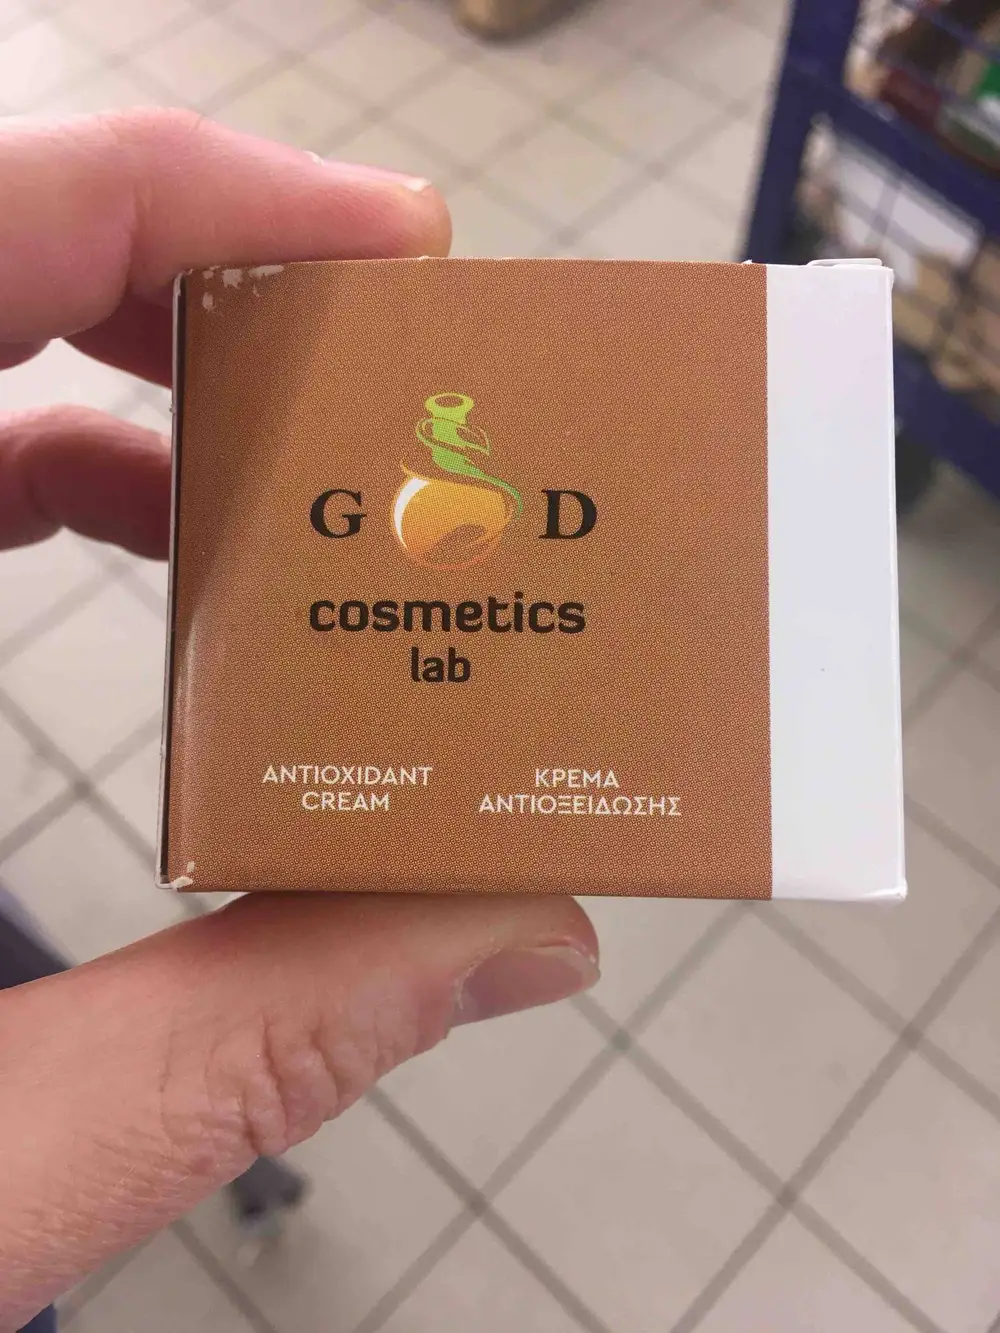 G D
cosmetics
lab
ANTIOXIDANT
CREAM
ΚΡΕΜΑ
ΑΝΤΙΟΞΕΙΔΩΣΗΣ